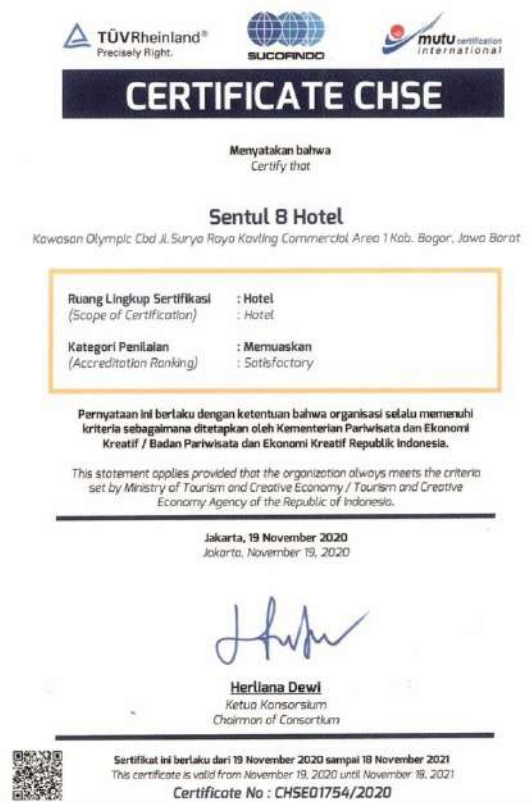 TÜVRheinland®
Precisely Right.
SUCOFINDO
mutu certification
international
CERTIFICATE CHSE
Menyatakan bahwa
Certify that
Sentul 8 Hotel
Kawasan Olympic Cbd Jl. Surya Raya Kavling Commercial Area 1 Kab. Bogor, Jawa Barat
Ruang Lingkup Sertifikasi : Hotel
(Scope of Certification) : Hotel
Kategori Penilaian : Memuaskan
(Accreditation Ranking) : Satisfactory
Pernyataan ini berlaku dengan ketentuan bahwa organisasi selalu memenuhi
kriteria sebagaimana ditetapkan oleh Kementerian Pariwisata dan Ekonomi
Kreatif / Badan Pariwisata dan Ekonomi Kreatif Republik Indonesia.
This statement applies provided that the organization always meets the criteria
set by Ministry of Tourism and Creative Economy / Tourism and Creative
Economy Agency of the Republic of Indonesia.
Jakarta, 19 November 2020
Jakarta, November 19, 2020
Herliana Dewi
Ketua Konsorsium
Chairman of Consortium
Sertifikat ini berlaku dari 19 November 2020 sampai 18 November 2021
This certificate is valid from November 19, 2020 until November 18, 2021
Certificate No : CHSE01754/2020